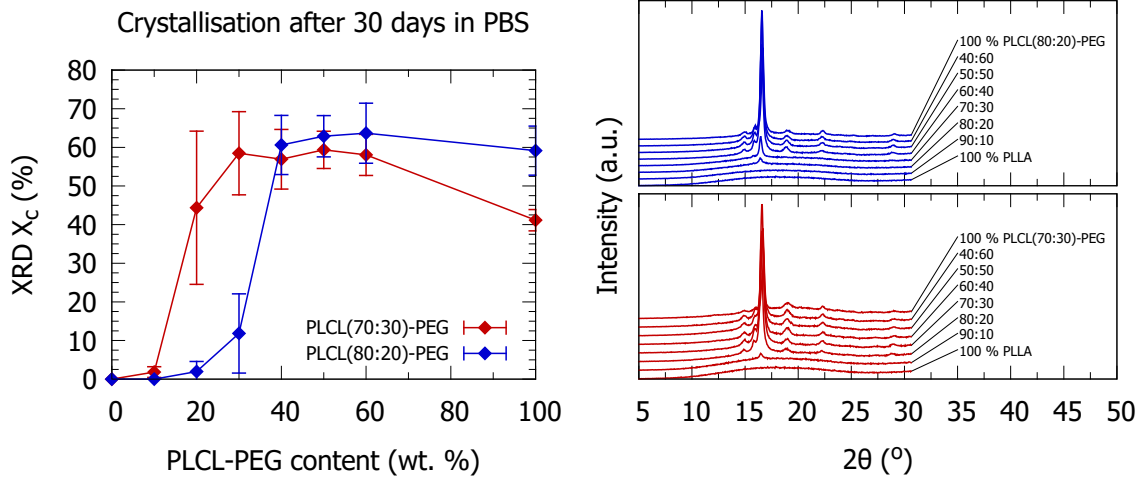 Crystallisation after 30 days in PBS
XRD X_c (%)
80
70
60
50
40
30
20
10
0
PLCL(70:30)-PEG
PLCL(80:20)-PEG
0 20 40 60 80 100
PLCL-PEG content (wt. %)
Intensity (a.u.)
100 % PLCL(80:20)-PEG
40:60
50:50
60:40
70:30
80:20
90:10
100 % PLLA
100 % PLCL(70:30)-PEG
40:60
50:50
60:40
70:30
80:20
90:10
100 % PLLA
5 10 15 20 25 30 35 40 45 50
2θ (°)